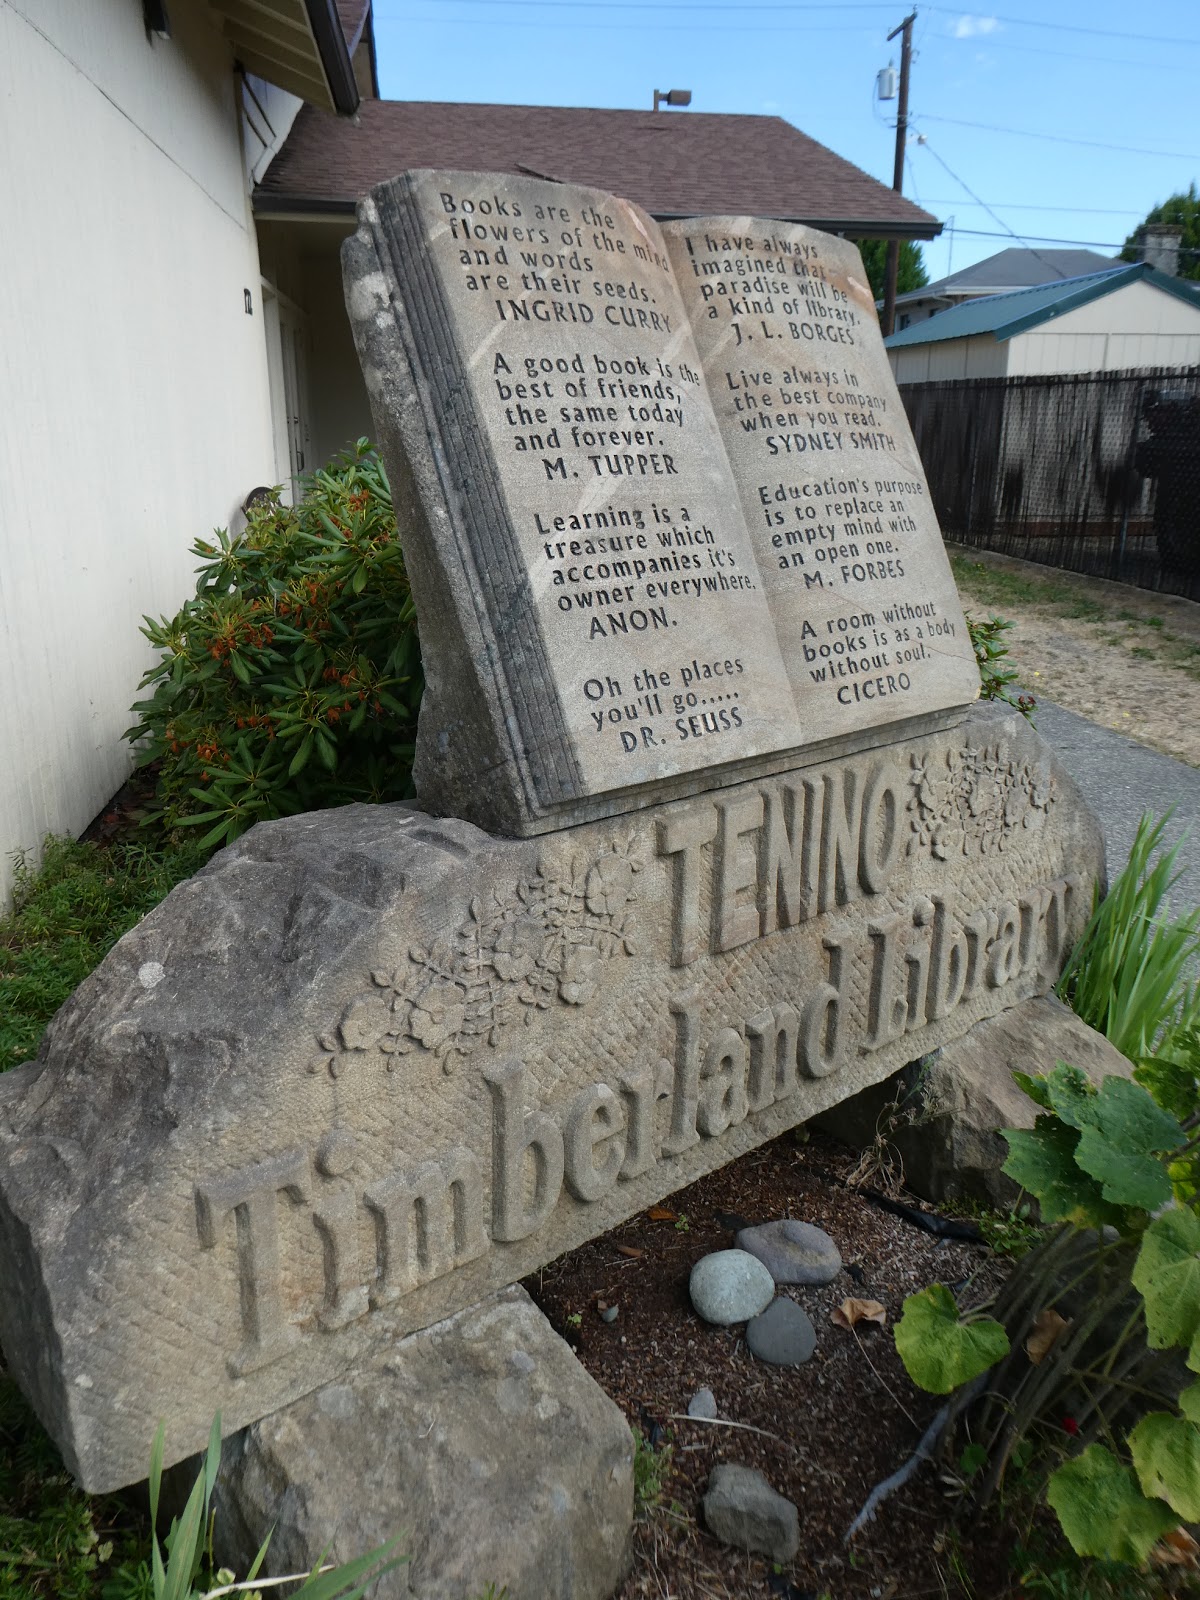 Books are the
flowers of the mind
and words
are their seeds.
INGRID CURRY
A good book is the
best of friends,
the same today
and forever.
M. TUPPER
Learning is a
treasure which
accompanies it's
owner everywhere.
ANON.
Oh the places
you'll go.....
DR. SEUSS
I have always
imagined that
paradise will be
a kind of library.
J. L. BORGES
Live always in
the best company
when you read.
SYDNEY SMITH
Education's purpose
is to replace an
empty mind with
an open one.
M. FORBES
A room without
books is as a body
without soul.
CICERO
TENINO
Timberland Library